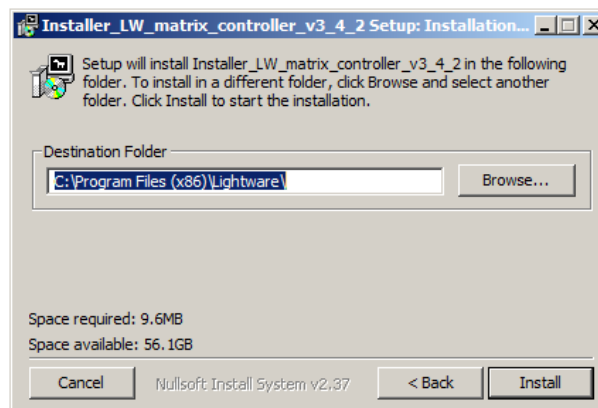 Installer_LW_matrix_controller_v3_4_2 Setup: Installation...
Setup will install Installer_LW_matrix_controller_v3_4_2 in the following
folder. To install in a different folder, click Browse and select another
folder. Click Install to start the installation.
Destination Folder
C:\Program Files (x86)\Lightware\
Browse...
Space required: 9.6MB
Space available: 56.1GB
Cancel
Nullsoft Install System v2.37
< Back
Install